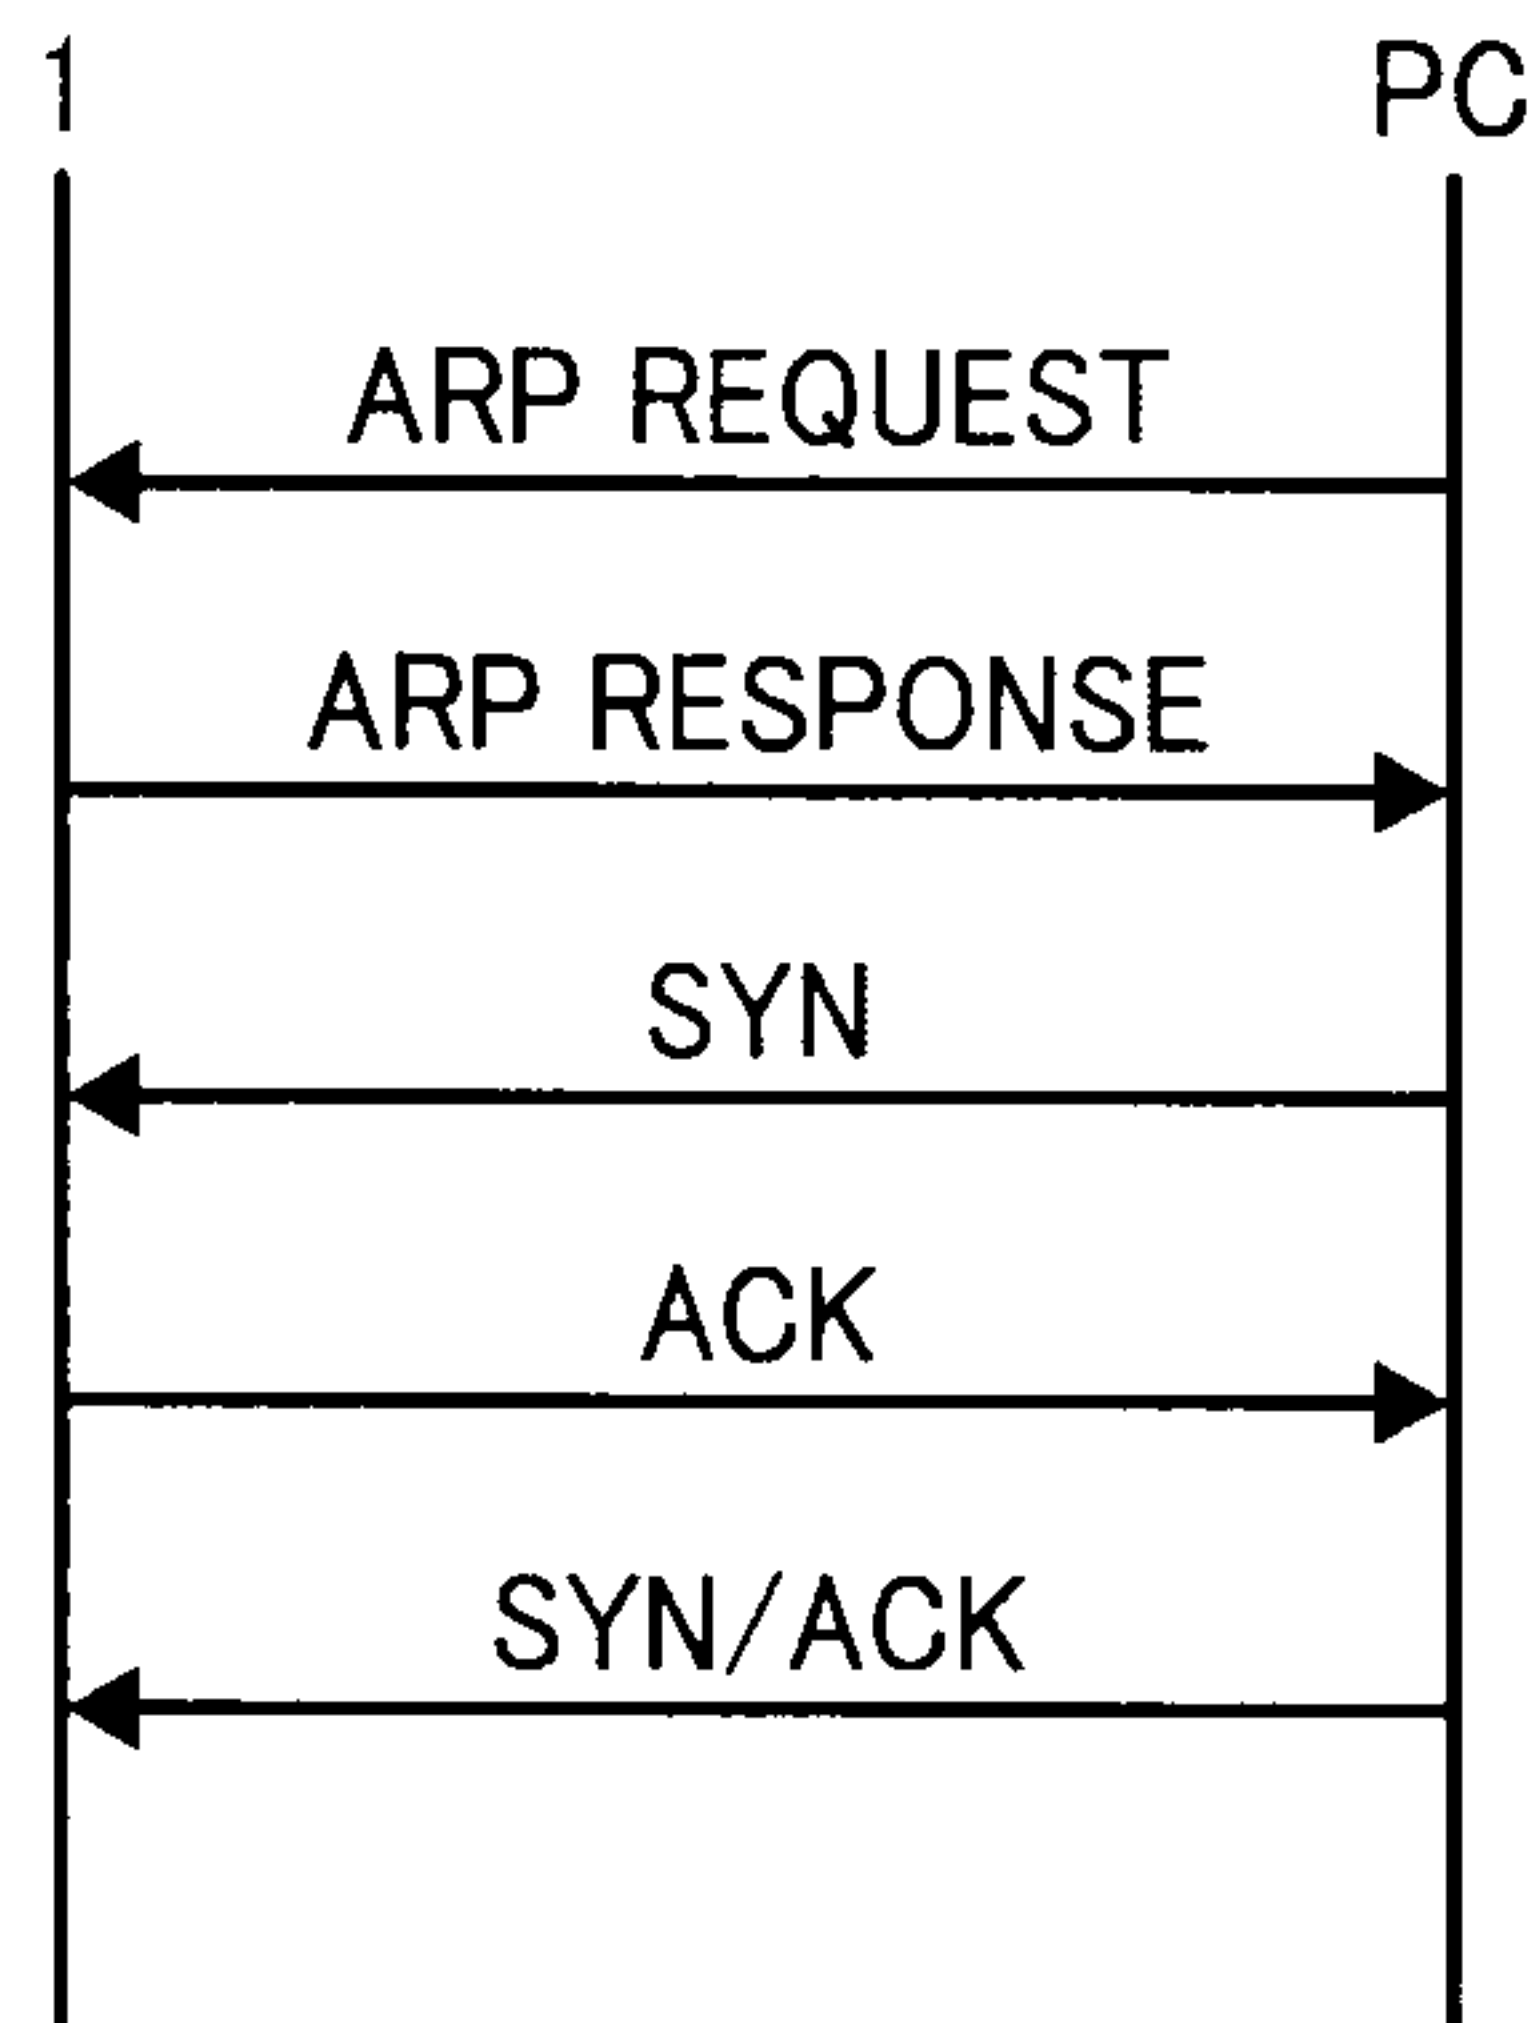 1 PC
ARP REQUEST
ARP RESPONSE
SYN
ACK
SYN/ACK